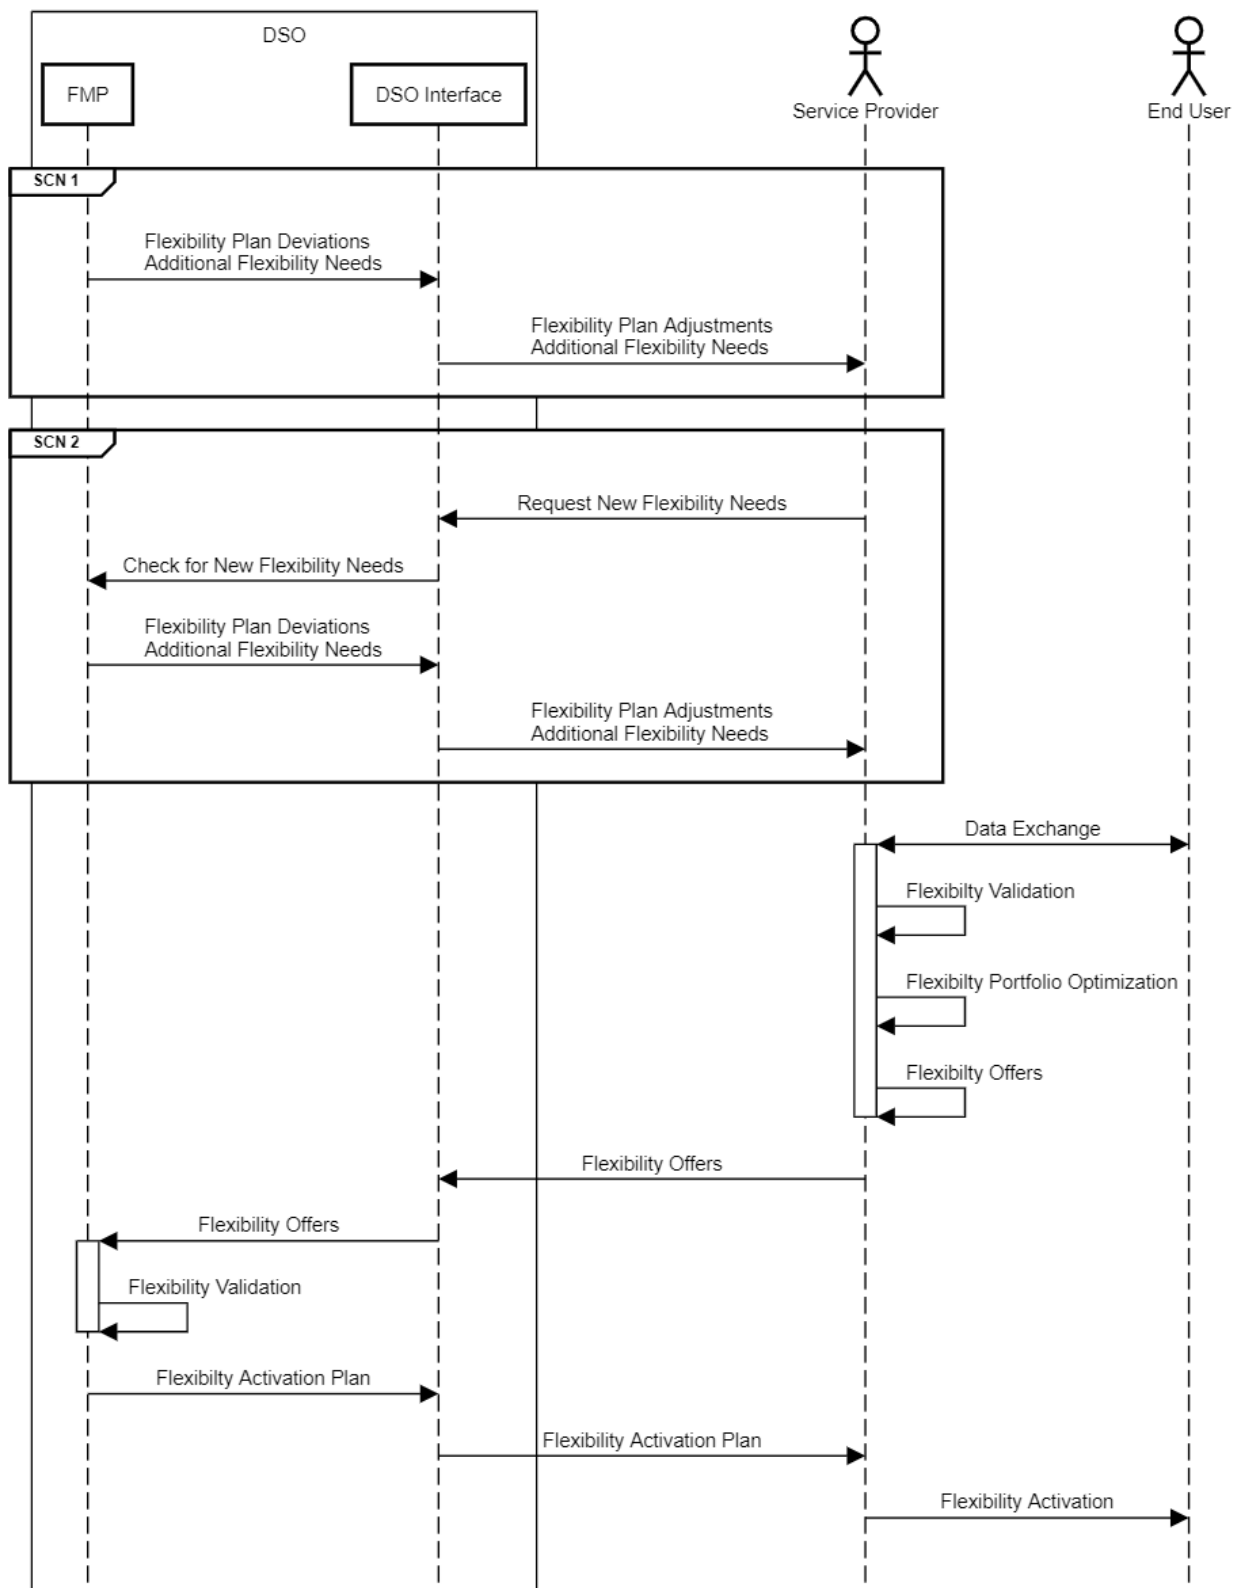 DSO
FMP
DSO Interface
Service Provider
End User
SCN 1
Flexibility Plan Deviations
Additional Flexibility Needs
Flexibility Plan Adjustments
Additional Flexibility Needs
SCN 2
Request New Flexibility Needs
Check for New Flexibility Needs
Flexibility Plan Deviations
Additional Flexibility Needs
Flexibility Plan Adjustments
Additional Flexibility Needs
Data Exchange
Flexibilty Validation
Flexibilty Portfolio Optimization
Flexibilty Offers
Flexibility Offers
Flexibility Offers
Flexibility Validation
Flexibilty Activation Plan
Flexibility Activation Plan
Flexibility Activation